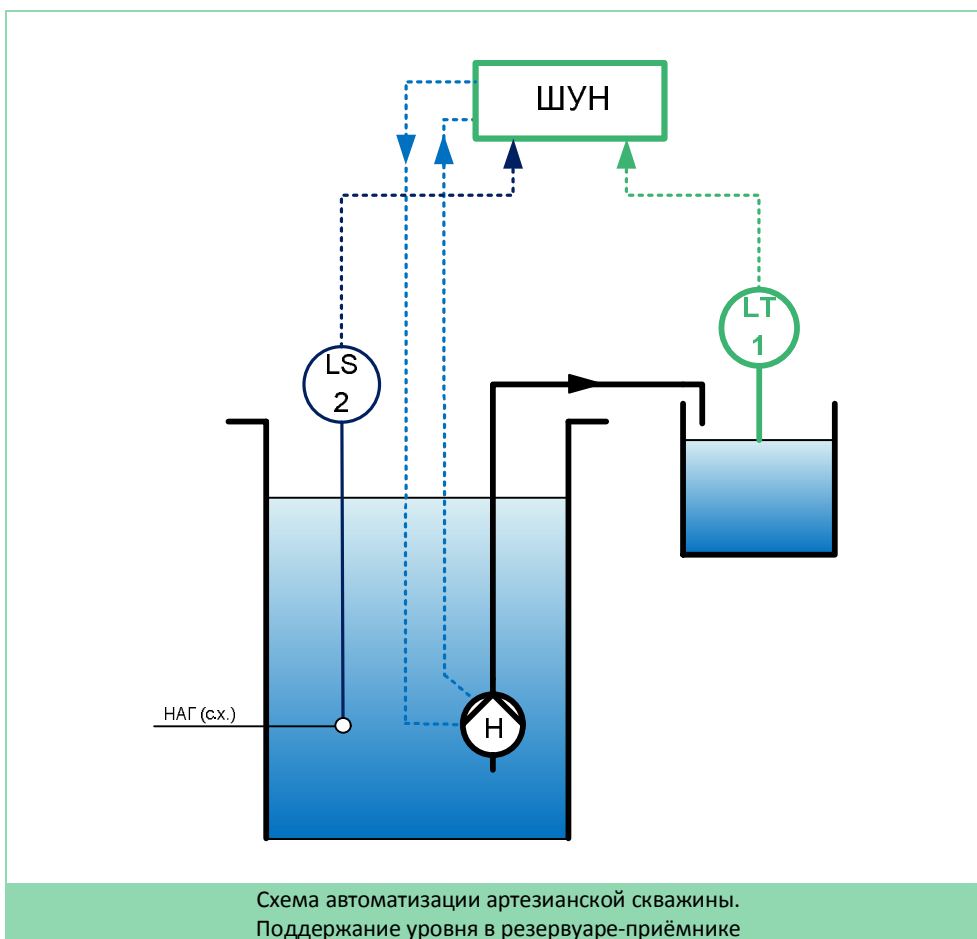 ШУН
LT
1
LS
2
НАГ (с.х.)
Н
Схема автоматизации артезианской скважины.
Поддержание уровня в резервуаре-приёмнике